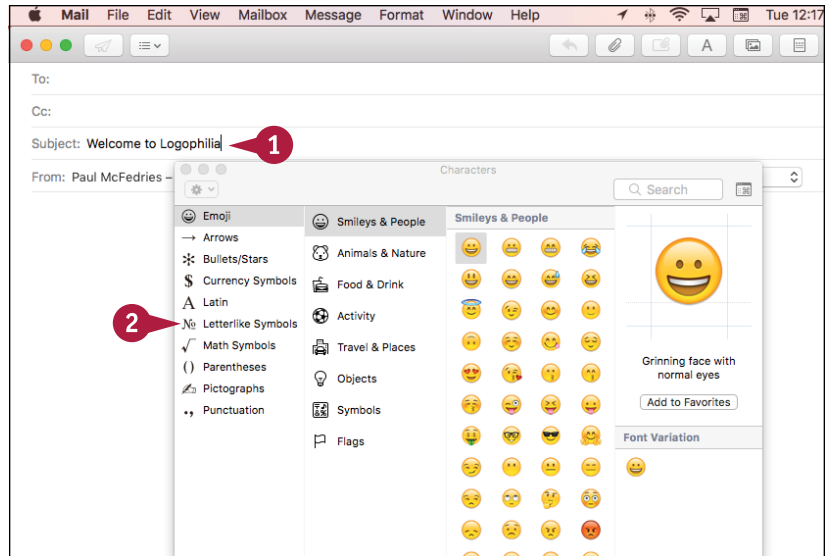 Mail File Edit View Mailbox Message Format Window Help Tue 12:17
A
To:
Cc:
Subject: Welcome to Logophilia
1
From: Paul McFedries –
Characters
Search
Emoji
Arrows
Bullets/Stars
$ Currency Symbols
A Latin
2
№ Letterlike Symbols
√ Math Symbols
( ) Parentheses
Pictographs
., Punctuation
Smileys & People
Animals & Nature
Food & Drink
Activity
Travel & Places
Objects
Symbols
Flags
Smileys & People
Grinning face with
normal eyes
Add to Favorites
Font Variation